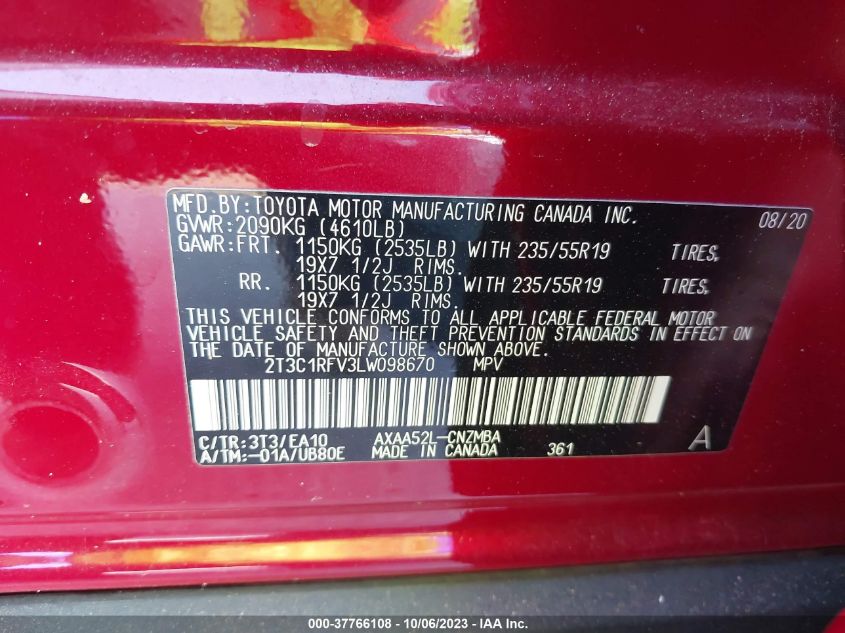 MFD.BY:TOYOTA MOTOR MANUFACTURING CANADA INC. 08/20
GVWR:2090KG (4610LB)
GAWR:FRT. 1150KG (2535LB) WITH 235/55R19 TIRES,
19X7 1/2J RIMS.
RR. 1150KG (2535LB) WITH 235/55R19 TIRES,
19X7 1/2J RIMS.
THIS VEHICLE CONFORMS TO ALL APPLICABLE FEDERAL MOTOR
VEHICLE SAFETY AND THEFT PREVENTION STANDARDS IN EFFECT ON
THE DATE OF MANUFACTURE SHOWN ABOVE.
2T3C1RFV3LW098670 MPV
C/TR:3T3/EA10 AXAA52L-CNZMBA A
A/TM:-01A/UB80E MADE IN CANADA 361
000-37766108 - 10/06/2023 - Copyright © IAA, Inc.